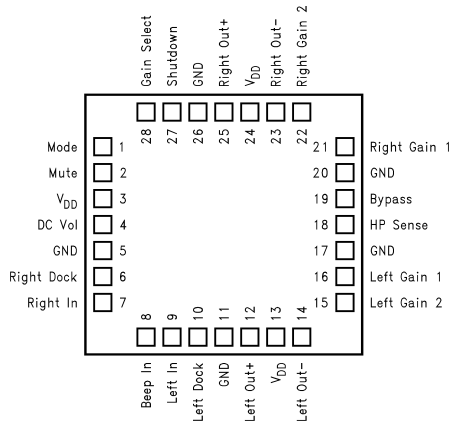 Gain Select
Shutdown
GND
Right Out+
VDD
Right Out-
Right Gain 2
28 27 26 25 24 23 22
Mode 1
Mute 2
VDD 3
DC Vol 4
GND 5
Right Dock 6
Right In 7
21 Right Gain 1
20 GND
19 Bypass
18 HP Sense
17 GND
16 Left Gain 1
15 Left Gain 2
8 9 10 11 12 13 14
Beep In
Left In
Left Dock
GND
Left Out+
VDD
Left Out-